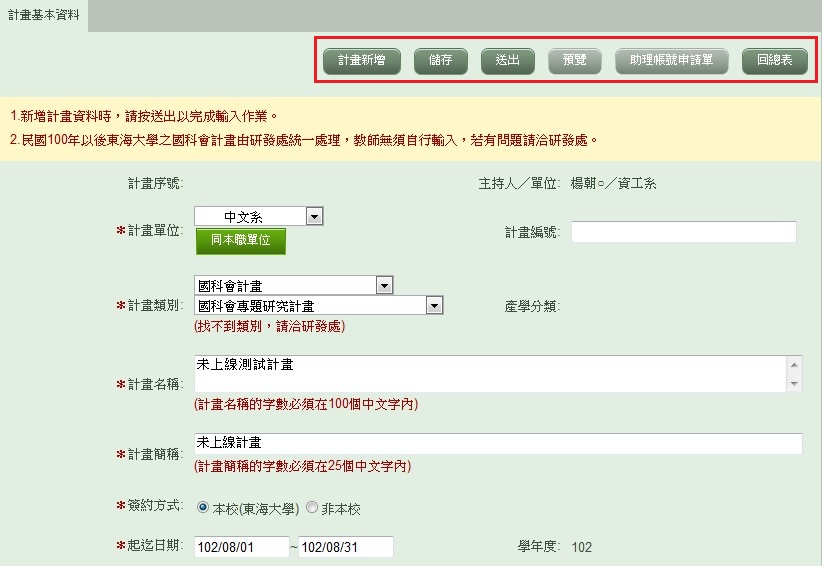 計畫基本資料
計畫新增 儲存 送出 預覽 助理帳號申請單 回總表
1.新增計畫資料時，請按送出以完成輸入作業。
2.民國100年以後東海大學之國科會計畫由研發處統一處理，教師無須自行輸入，若有問題請洽研發處。
計畫序號: 主持人／單位: 楊朝○／資工系
*計畫單位: 中文系 計畫編號:
同本職單位
國科會計畫
*計畫類別: 國科會專題研究計畫 產學分類:
(找不到類別，請洽研發處)
未上線測試計畫
*計畫名稱:
(計畫名稱的字數必須在100個中文字內)
未上線計畫
*計畫簡稱:
(計畫簡稱的字數必須在25個中文字內)
*簽約方式: 本校(東海大學) 非本校
*起迄日期: 102/08/01 ~ 102/08/31 學年度: 102